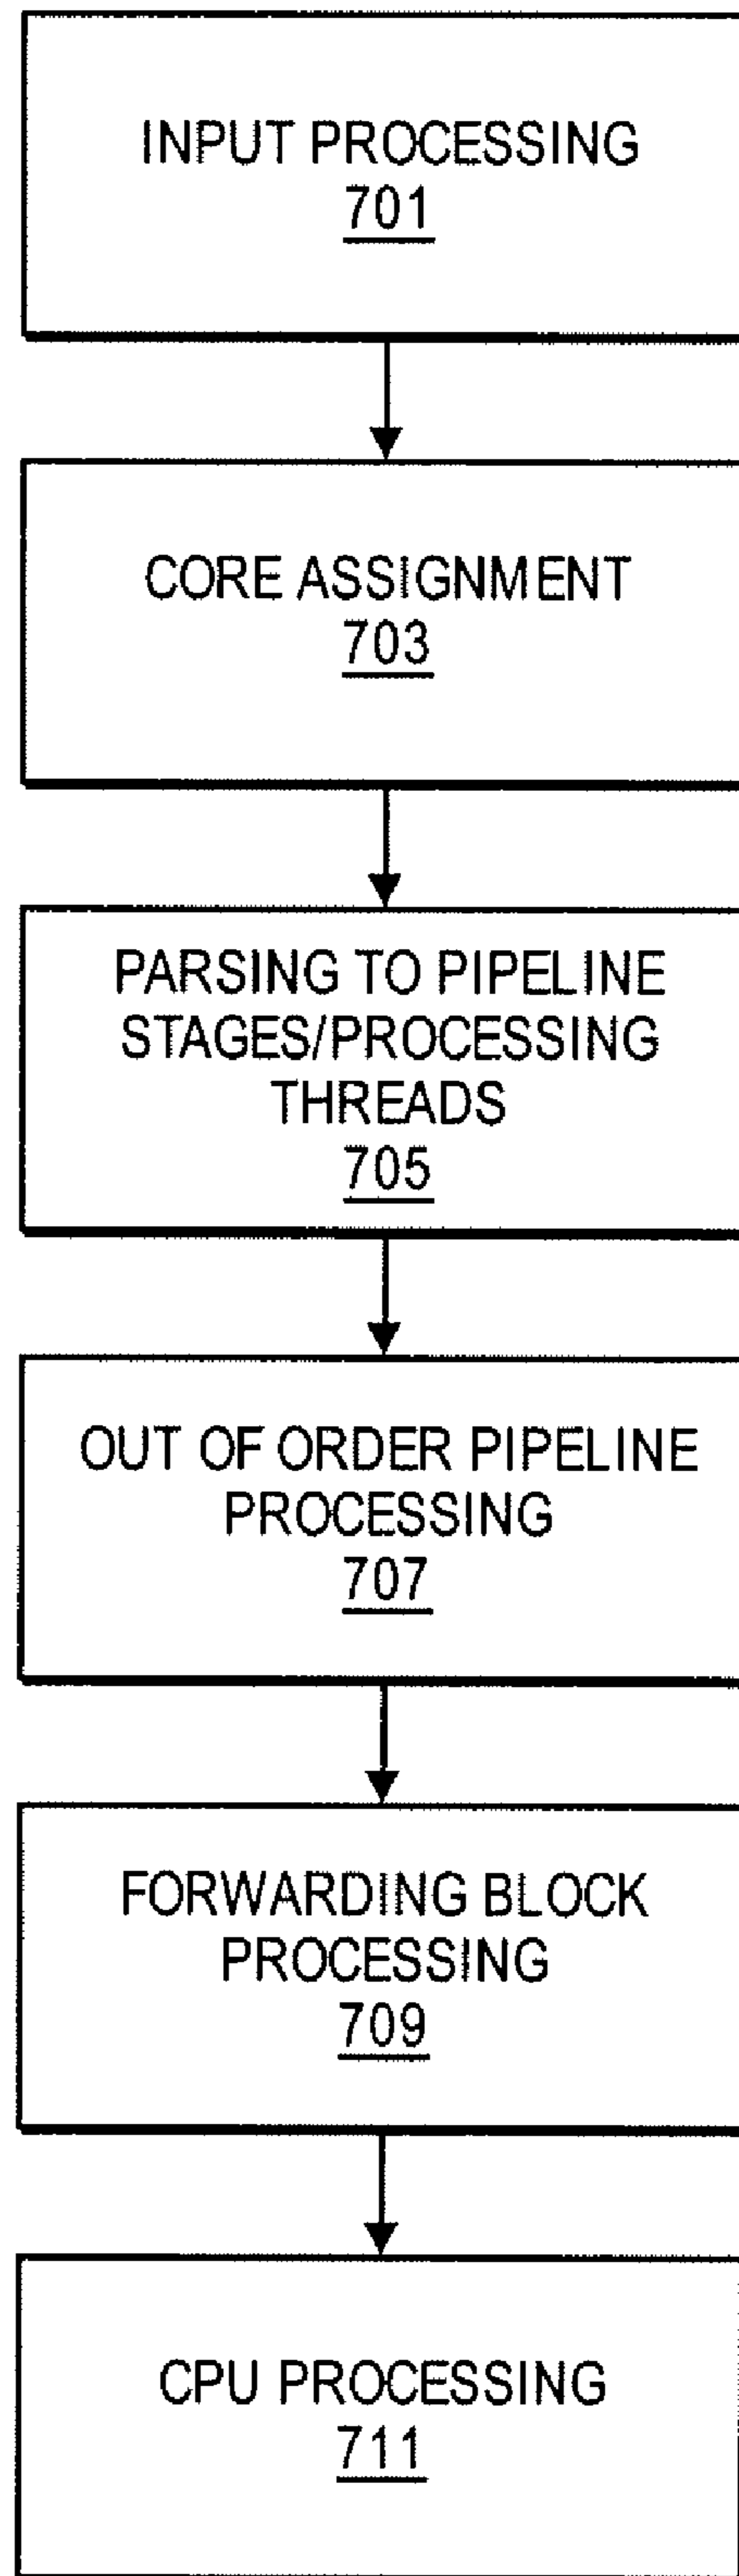 INPUT PROCESSING
701
CORE ASSIGNMENT
703
PARSING TO PIPELINE
STAGES/PROCESSING
THREADS
705
OUT OF ORDER PIPELINE
PROCESSING
707
FORWARDING BLOCK
PROCESSING
709
CPU PROCESSING
711